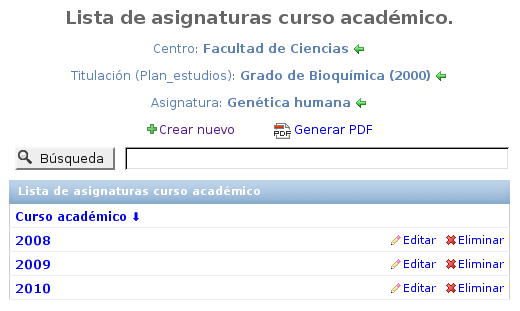 Lista de asignaturas curso académico.
Centro: Facultad de Ciencias
Titulación (Plan_estudios): Grado de Bioquímica (2000)
Asignatura: Genética humana
Crear nuevo PDF Generar PDF
Búsqueda
Lista de asignaturas curso académico
Curso académico
2008 Editar Eliminar
2009 Editar Eliminar
2010 Editar Eliminar